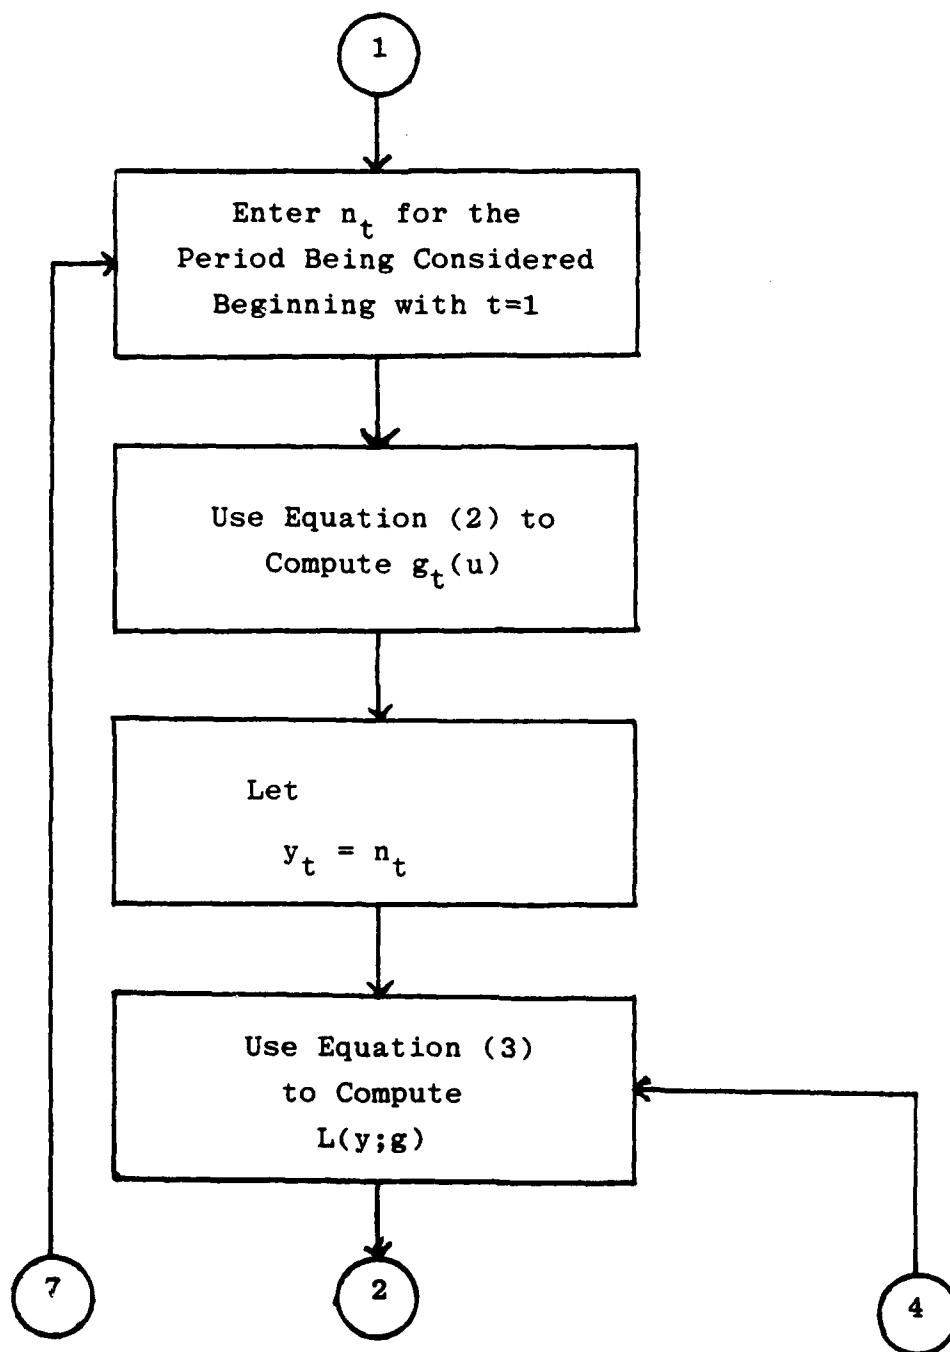 1
Enter n_t for the
Period Being Considered
Beginning with t=1
Use Equation (2) to
Compute g_t(u)
Let
y_t = n_t
Use Equation (3)
to Compute
L(y;g)
7
2
4